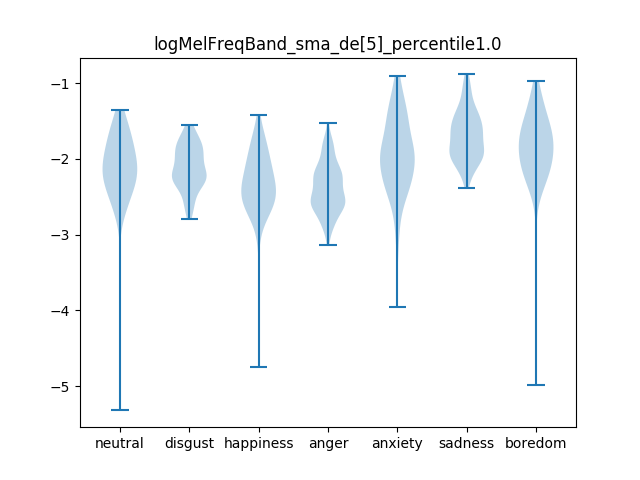 logMelFreqBand_sma_de[5]_percentile1.0
−1
−2
−3
−4
−5
neutral disgust happiness anger anxiety sadness boredom